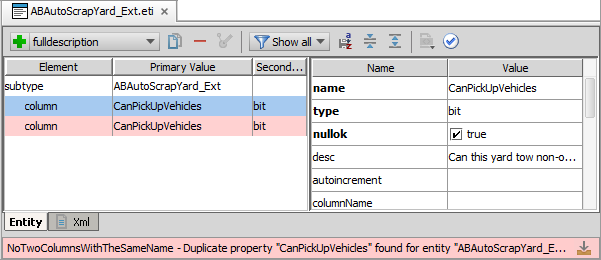 ABAutoScrapYard_Ext.eti
fulldescription
Show all
Element Primary Value Second...
subtype ABAutoScrapYard_Ext
column CanPickUpVehicles bit
column CanPickUpVehicles bit
Name Value
name CanPickUpVehicles
type bit
nullok true
desc Can this yard tow non-o...
autoincrement
columnName
Entity Xml
NoTwoColumnsWithTheSameName - Duplicate property "CanPickUpVehicles" found for entity "ABAutoScrapYard_E...